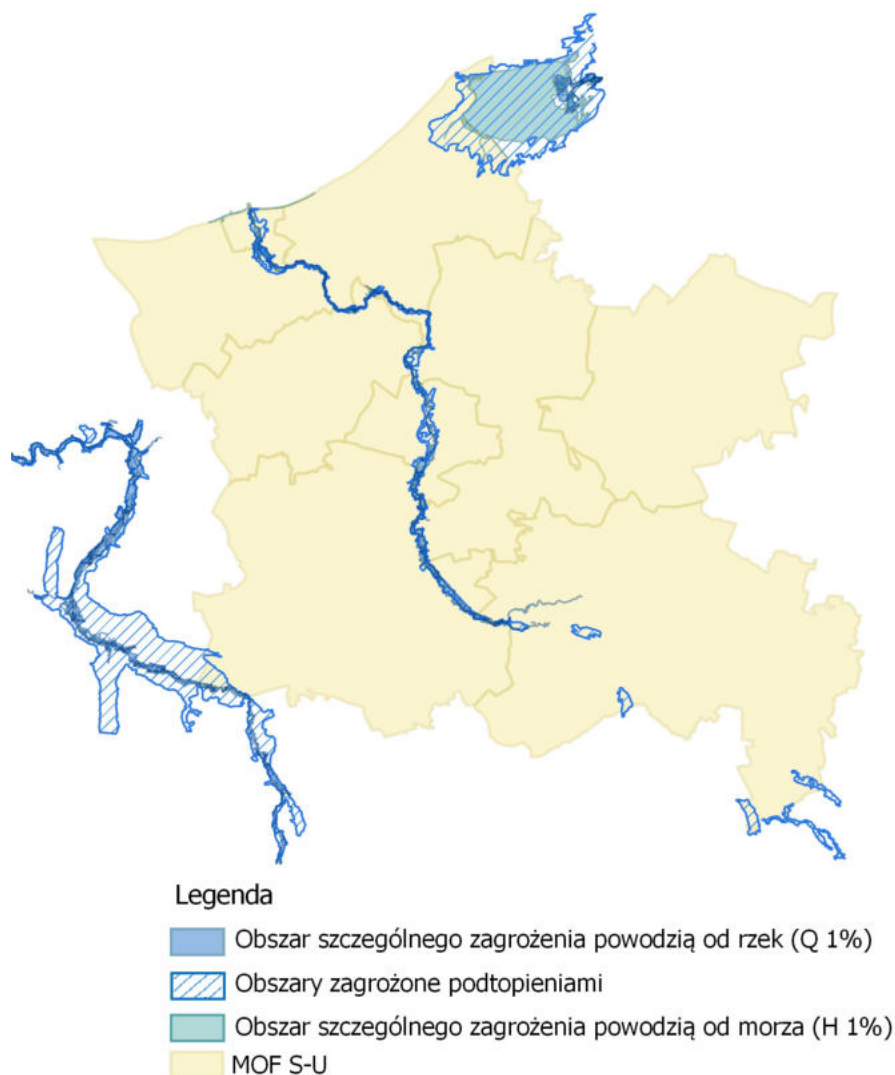 Legenda
Obszar szczególnego zagrożenia powodzią od rzek (Q 1%)
Obszary zagrożone podtopieniami
Obszar szczególnego zagrożenia powodzią od morza (H 1%)
MOF S-U